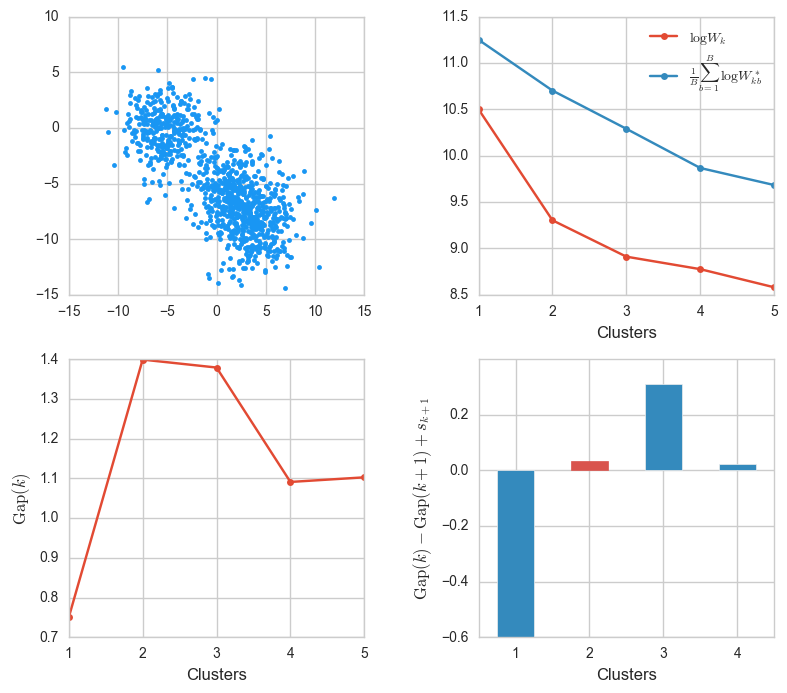 10
5
0
−5
−10
−15
−15 −10 −5 0 5 10 15
11.5
11.0
10.5
10.0
9.5
9.0
8.5
log W_k
1/B ∑_{b=1}^{B} log W*_{kb}
1 2 3 4 5
Clusters
1.4
1.3
1.2
1.1
1.0
0.9
0.8
0.7
Gap(k)
1 2 3 4 5
Clusters
0.2
0.0
−0.2
−0.4
−0.6
Gap(k) − Gap(k + 1) + s_{k+1}
1 2 3 4
Clusters